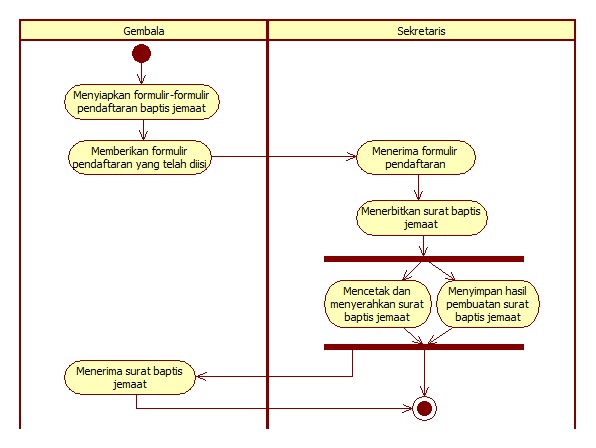 Gembala
Sekretaris
Menyiapkan formulir-formulir
pendaftaran baptis jemaat
Memberikan formulir
pendaftaran yang telah diisi
Menerima formulir
pendaftaran
Menerbitkan surat baptis
jemaat
Mencetak dan
menyerahkan surat
baptis jemaat
Menyimpan hasil
pembuatan surat
baptis jemaat
Menerima surat baptis
jemaat